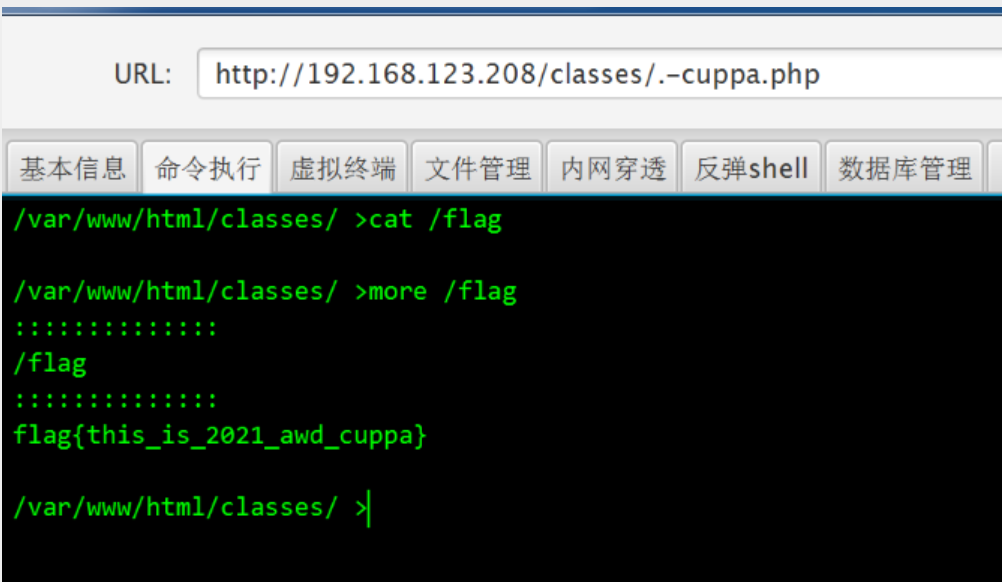 URL: http://192.168.123.208/classes/.-cuppa.php
基本信息 命令执行 虚拟终端 文件管理 内网穿透 反弹shell 数据库管理
/var/www/html/classes/ >cat /flag
/var/www/html/classes/ >more /flag
::::::::::::::
/flag
::::::::::::::
flag{this_is_2021_awd_cuppa}
/var/www/html/classes/ >